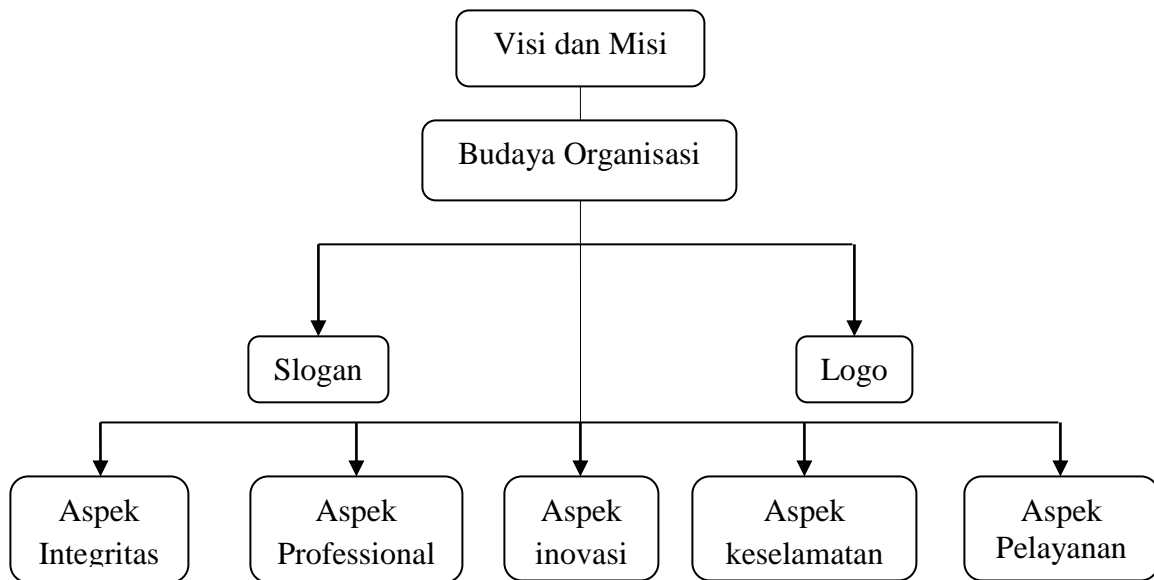 Visi dan Misi
Budaya Organisasi
Slogan
Logo
Aspek
Integritas
Aspek
Professional
Aspek
inovasi
Aspek
keselamatan
Aspek
Pelayanan